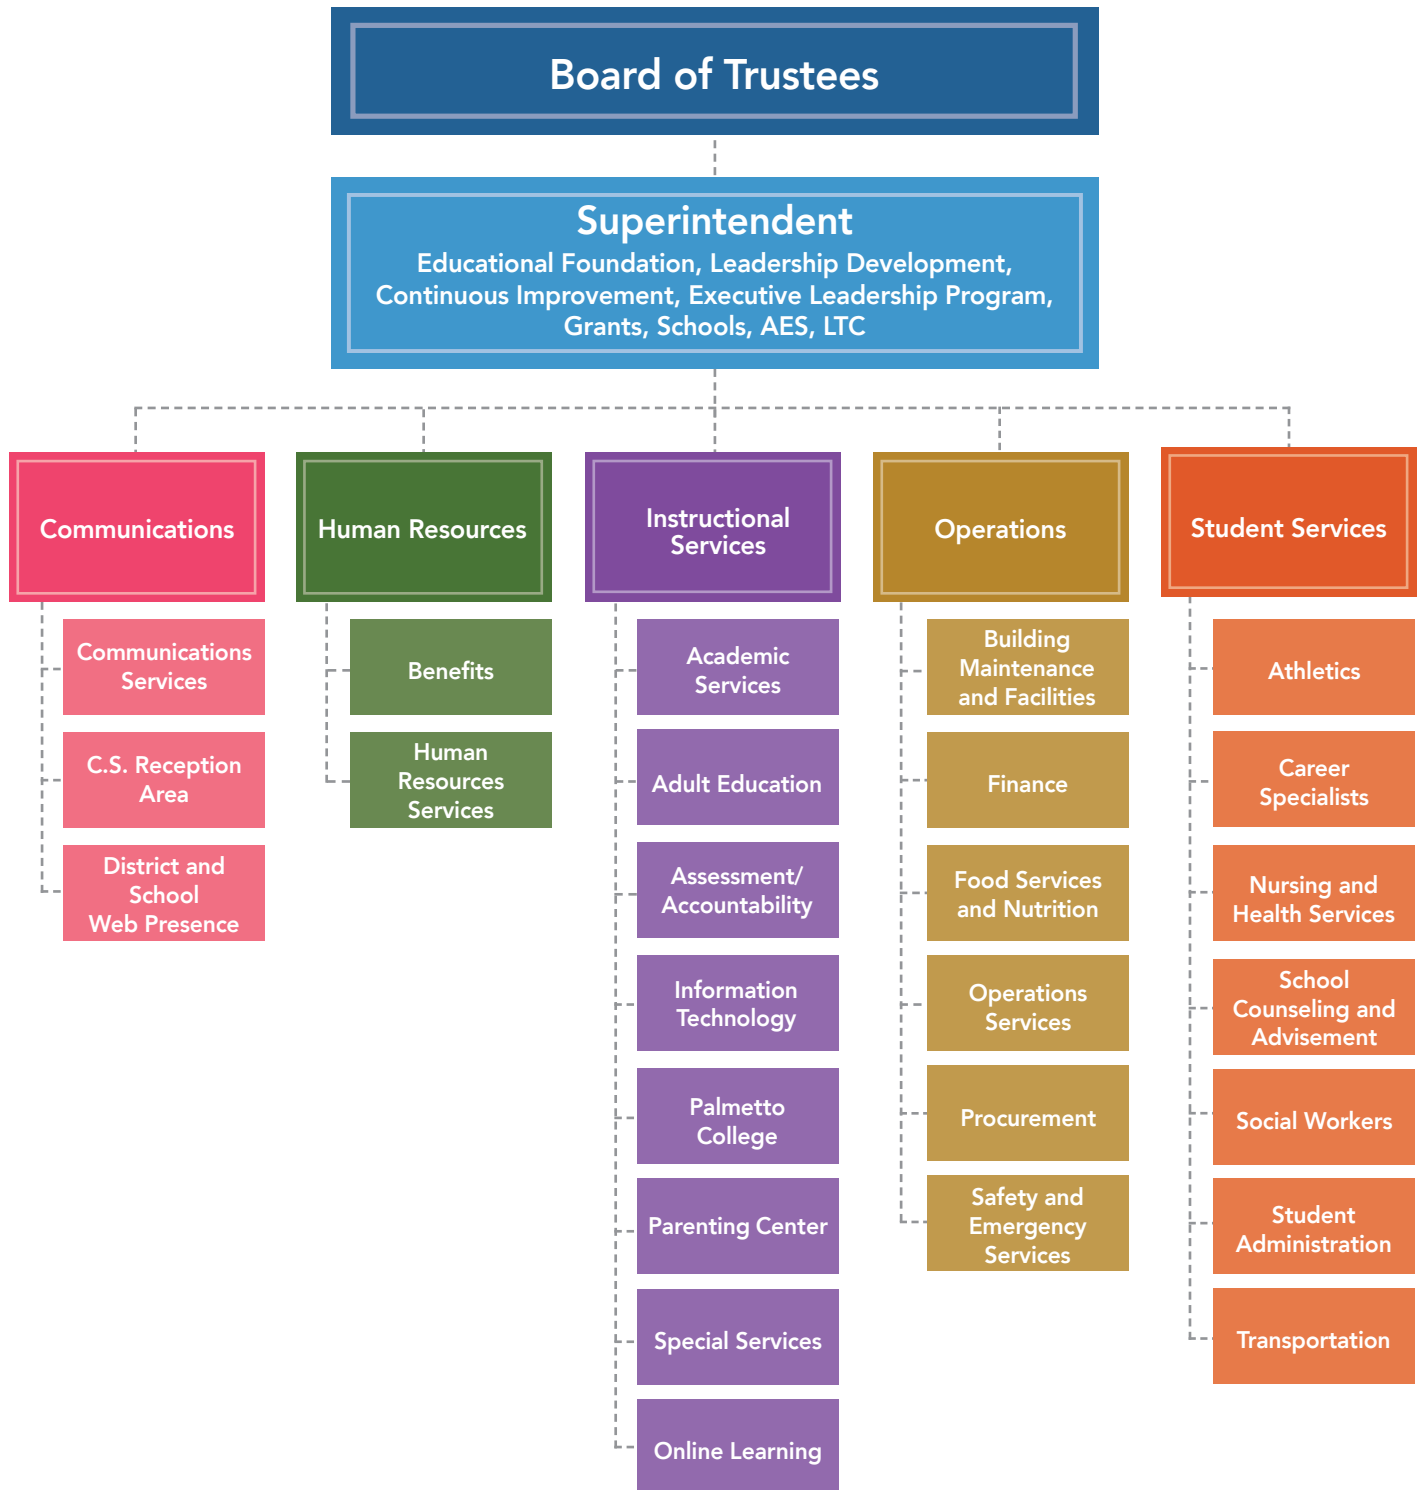 Board of Trustees
Superintendent
Educational Foundation, Leadership Development,
Continuous Improvement, Executive Leadership Program,
Grants, Schools, AES, LTC
Communications
Communications
Services
C.S. Reception
Area
District and
School
Web Presence
Human Resources
Benefits
Human
Resources
Services
Instructional
Services
Academic
Services
Adult Education
Assessment/
Accountability
Information
Technology
Palmetto
College
Parenting Center
Special Services
Online Learning
Operations
Building
Maintenance
and Facilities
Finance
Food Services
and Nutrition
Operations
Services
Procurement
Safety and
Emergency
Services
Student Services
Athletics
Career
Specialists
Nursing and
Health Services
School
Counseling and
Advisement
Social Workers
Student
Administration
Transportation